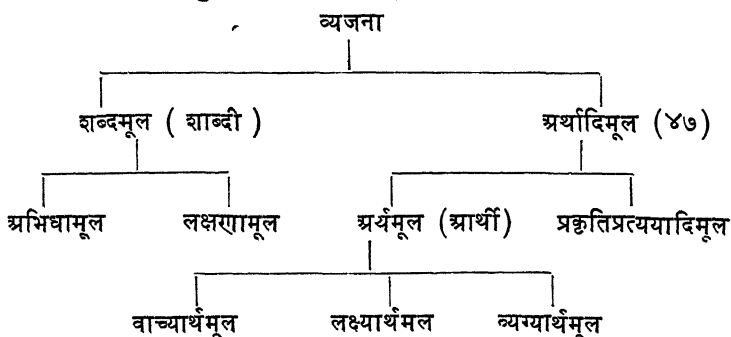 व्यजना
शब्दमूल ( शाब्दी ) अर्थादिमूल (४७)
अभिधामूल लक्षणामूल अर्थमूल (आर्थी) प्रकृतिप्रत्ययादिमूल
वाच्यार्थमूल लक्ष्यार्थमल व्यग्यार्थमूल